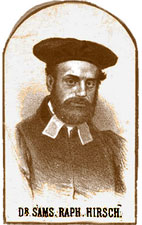 DR. SAMS. RAPH. HIRSCH.